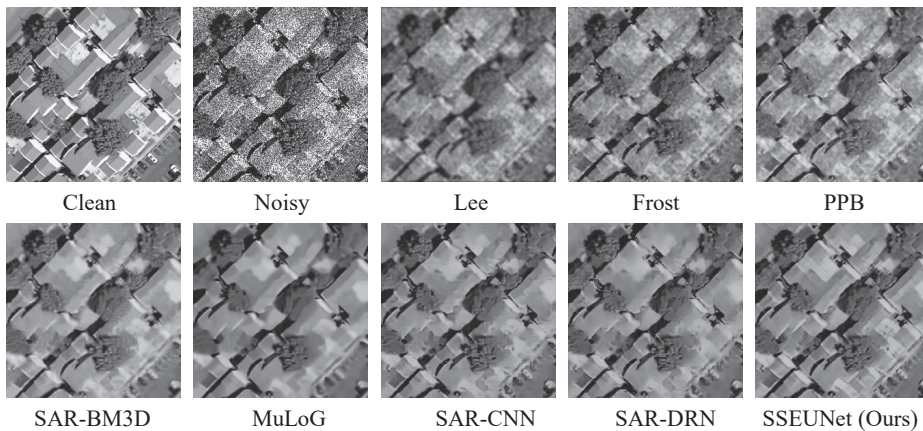 Clean Noisy Lee Frost PPB
SAR-BM3D MuLoG SAR-CNN SAR-DRN SSEUNet (Ours)